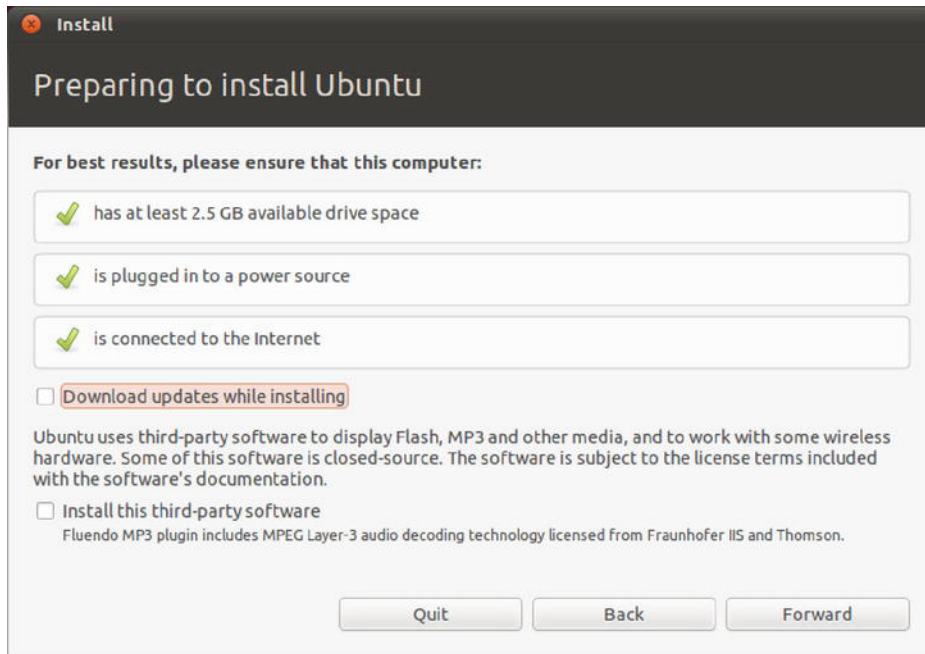 Install
Preparing to install Ubuntu
For best results, please ensure that this computer:
has at least 2.5 GB available drive space
is plugged in to a power source
is connected to the Internet
Download updates while installing
Ubuntu uses third-party software to display Flash, MP3 and other media, and to work with some wireless
hardware. Some of this software is closed-source. The software is subject to the license terms included
with the software's documentation.
Install this third-party software
Fluendo MP3 plugin includes MPEG Layer-3 audio decoding technology licensed from Fraunhofer IIS and Thomson.
Quit Back Forward